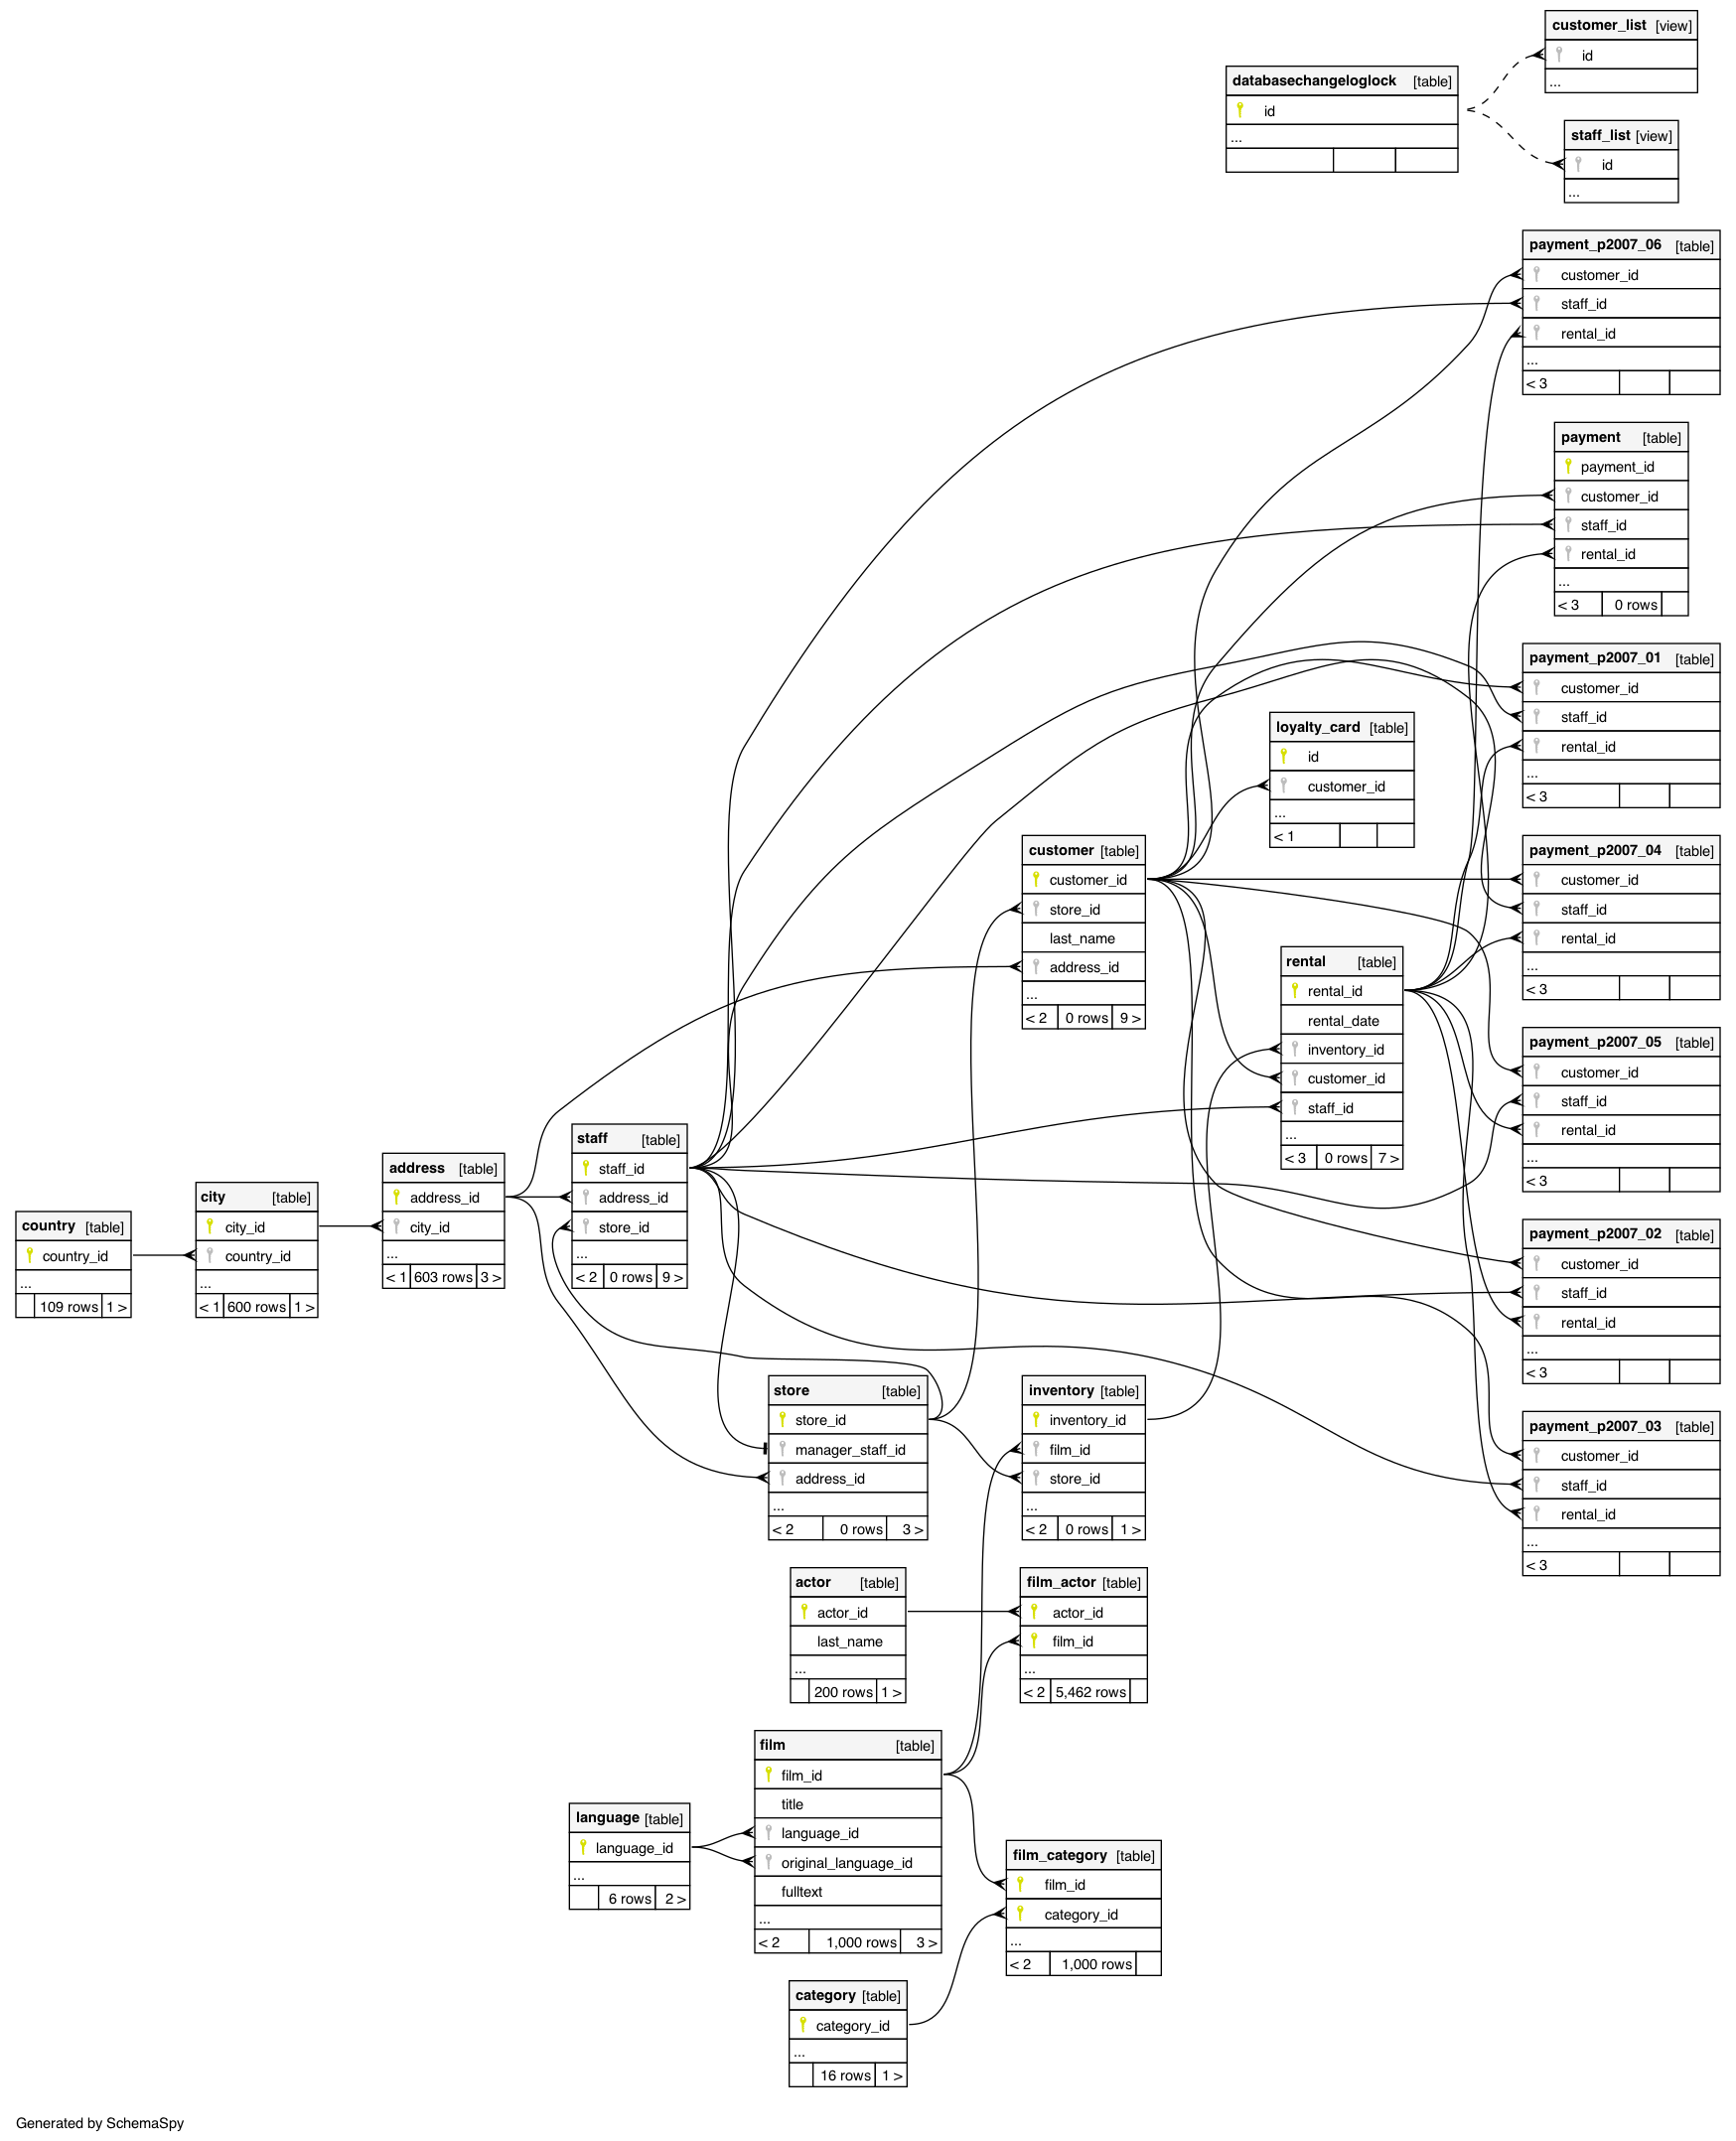 customer_list [view]
id
...
databasechangeloglock [table]
id
...
staff_list [view]
id
...
payment_p2007_06 [table]
customer_id
staff_id
rental_id
...
< 3
payment [table]
payment_id
customer_id
staff_id
rental_id
...
< 3 0 rows
payment_p2007_01 [table]
customer_id
staff_id
rental_id
...
< 3
loyalty_card [table]
id
customer_id
...
< 1
customer [table]
customer_id
store_id
last_name
address_id
...
< 2 0 rows 9 >
payment_p2007_04 [table]
customer_id
staff_id
rental_id
...
< 3
rental [table]
rental_id
rental_date
inventory_id
customer_id
staff_id
...
< 3 0 rows 7 >
payment_p2007_05 [table]
customer_id
staff_id
rental_id
...
< 3
staff [table]
staff_id
address_id
store_id
...
< 2 0 rows 9 >
address [table]
address_id
city_id
...
< 1 603 rows 3 >
city [table]
city_id
country_id
...
< 1 600 rows 1 >
country [table]
country_id
...
109 rows 1 >
payment_p2007_02 [table]
customer_id
staff_id
rental_id
...
< 3
store [table]
store_id
manager_staff_id
address_id
...
< 2 0 rows 3 >
inventory [table]
inventory_id
film_id
store_id
...
< 2 0 rows 1 >
payment_p2007_03 [table]
customer_id
staff_id
rental_id
...
< 3
actor [table]
actor_id
last_name
...
200 rows 1 >
film_actor [table]
actor_id
film_id
...
< 2 5,462 rows
film [table]
film_id
title
language_id
original_language_id
fulltext
...
< 2 1,000 rows 3 >
language [table]
language_id
...
6 rows 2 >
film_category [table]
film_id
category_id
...
< 2 1,000 rows
category [table]
category_id
...
16 rows 1 >
Generated by SchemaSpy